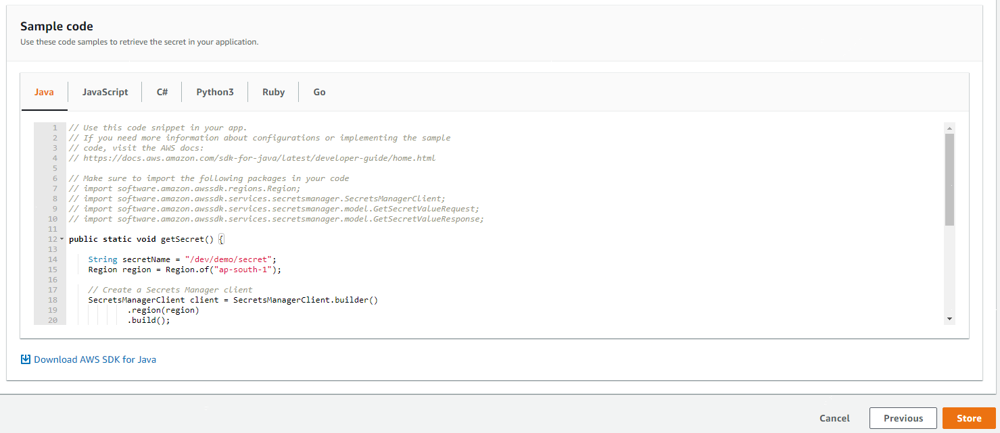 Sample code
Use these code samples to retrieve the secret in your application.
Java JavaScript C# Python3 Ruby Go
1 // Use this code snippet in your app.
2 // If you need more information about configurations or implementing the sample
3 // code, visit the AWS docs:
4 // https://docs.aws.amazon.com/sdk-for-java/latest/developer-guide/home.html
5
6 // Make sure to import the following packages in your code
7 // import software.amazon.awssdk.regions.Region;
8 // import software.amazon.awssdk.services.secretsmanager.SecretsManagerClient;
9 // import software.amazon.awssdk.services.secretsmanager.model.GetSecretValueRequest;
10 // import software.amazon.awssdk.services.secretsmanager.model.GetSecretValueResponse;
11
12 public static void getSecret() {
13
14 String secretName = "/dev/demo/secret";
15 Region region = Region.of("ap-south-1");
16
17 // Create a Secrets Manager client
18 SecretsManagerClient client = SecretsManagerClient.builder()
19 .region(region)
20 .build();
Download AWS SDK for Java
Cancel Previous Store